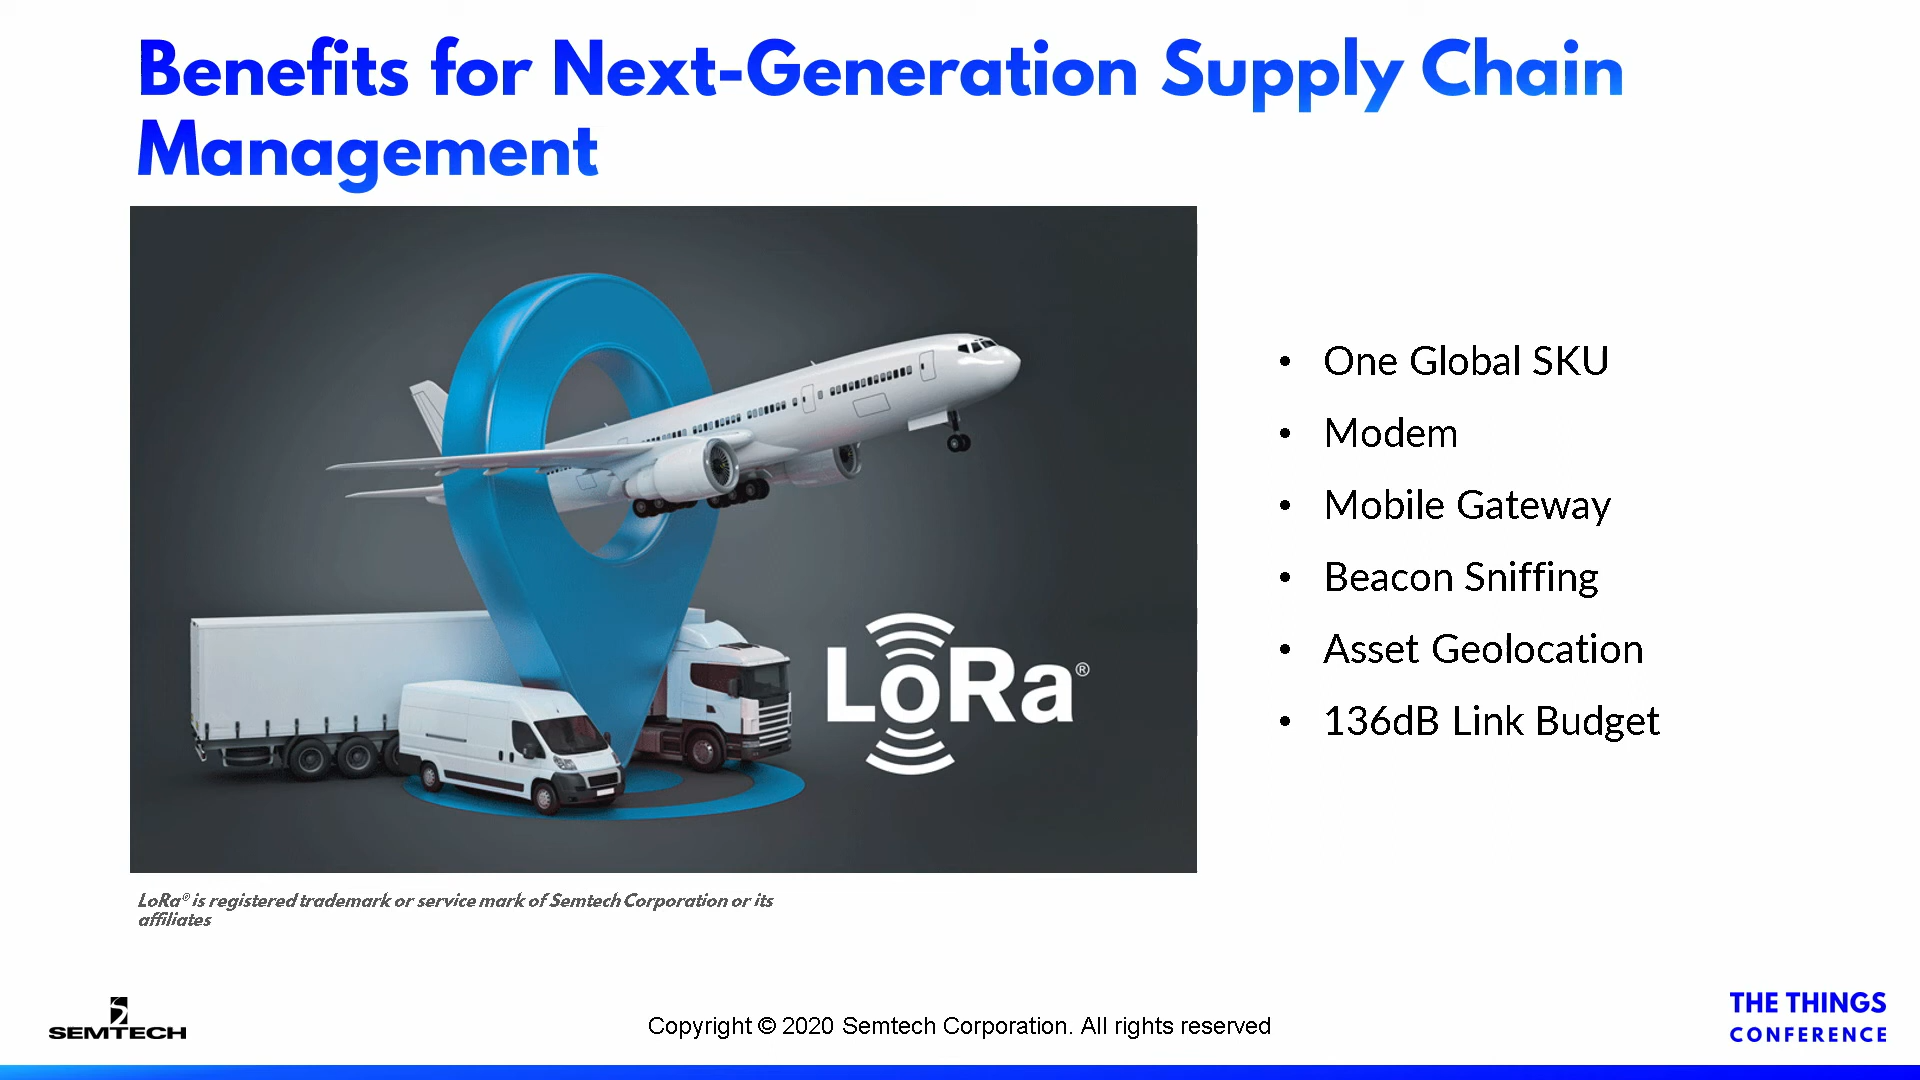 Benefits for Next-Generation Supply Chain
Management
LoRa®
• One Global SKU
• Modem
• Mobile Gateway
• Beacon Sniffing
• Asset Geolocation
• 136dB Link Budget
LoRa® is registered trademark or service mark of Semtech Corporation or its
affiliates
SEMTECH
Copyright © 2020 Semtech Corporation. All rights reserved
THE THINGS
CONFERENCE